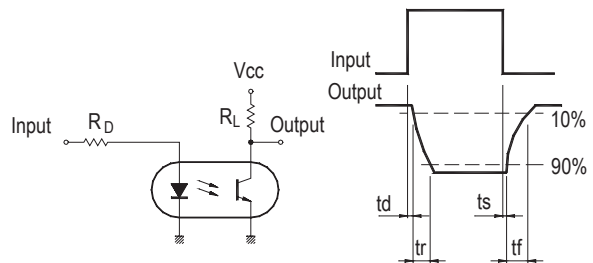 Input
RD
Vcc
RL
Output
Input
Output
10%
90%
td
ts
tr
tf